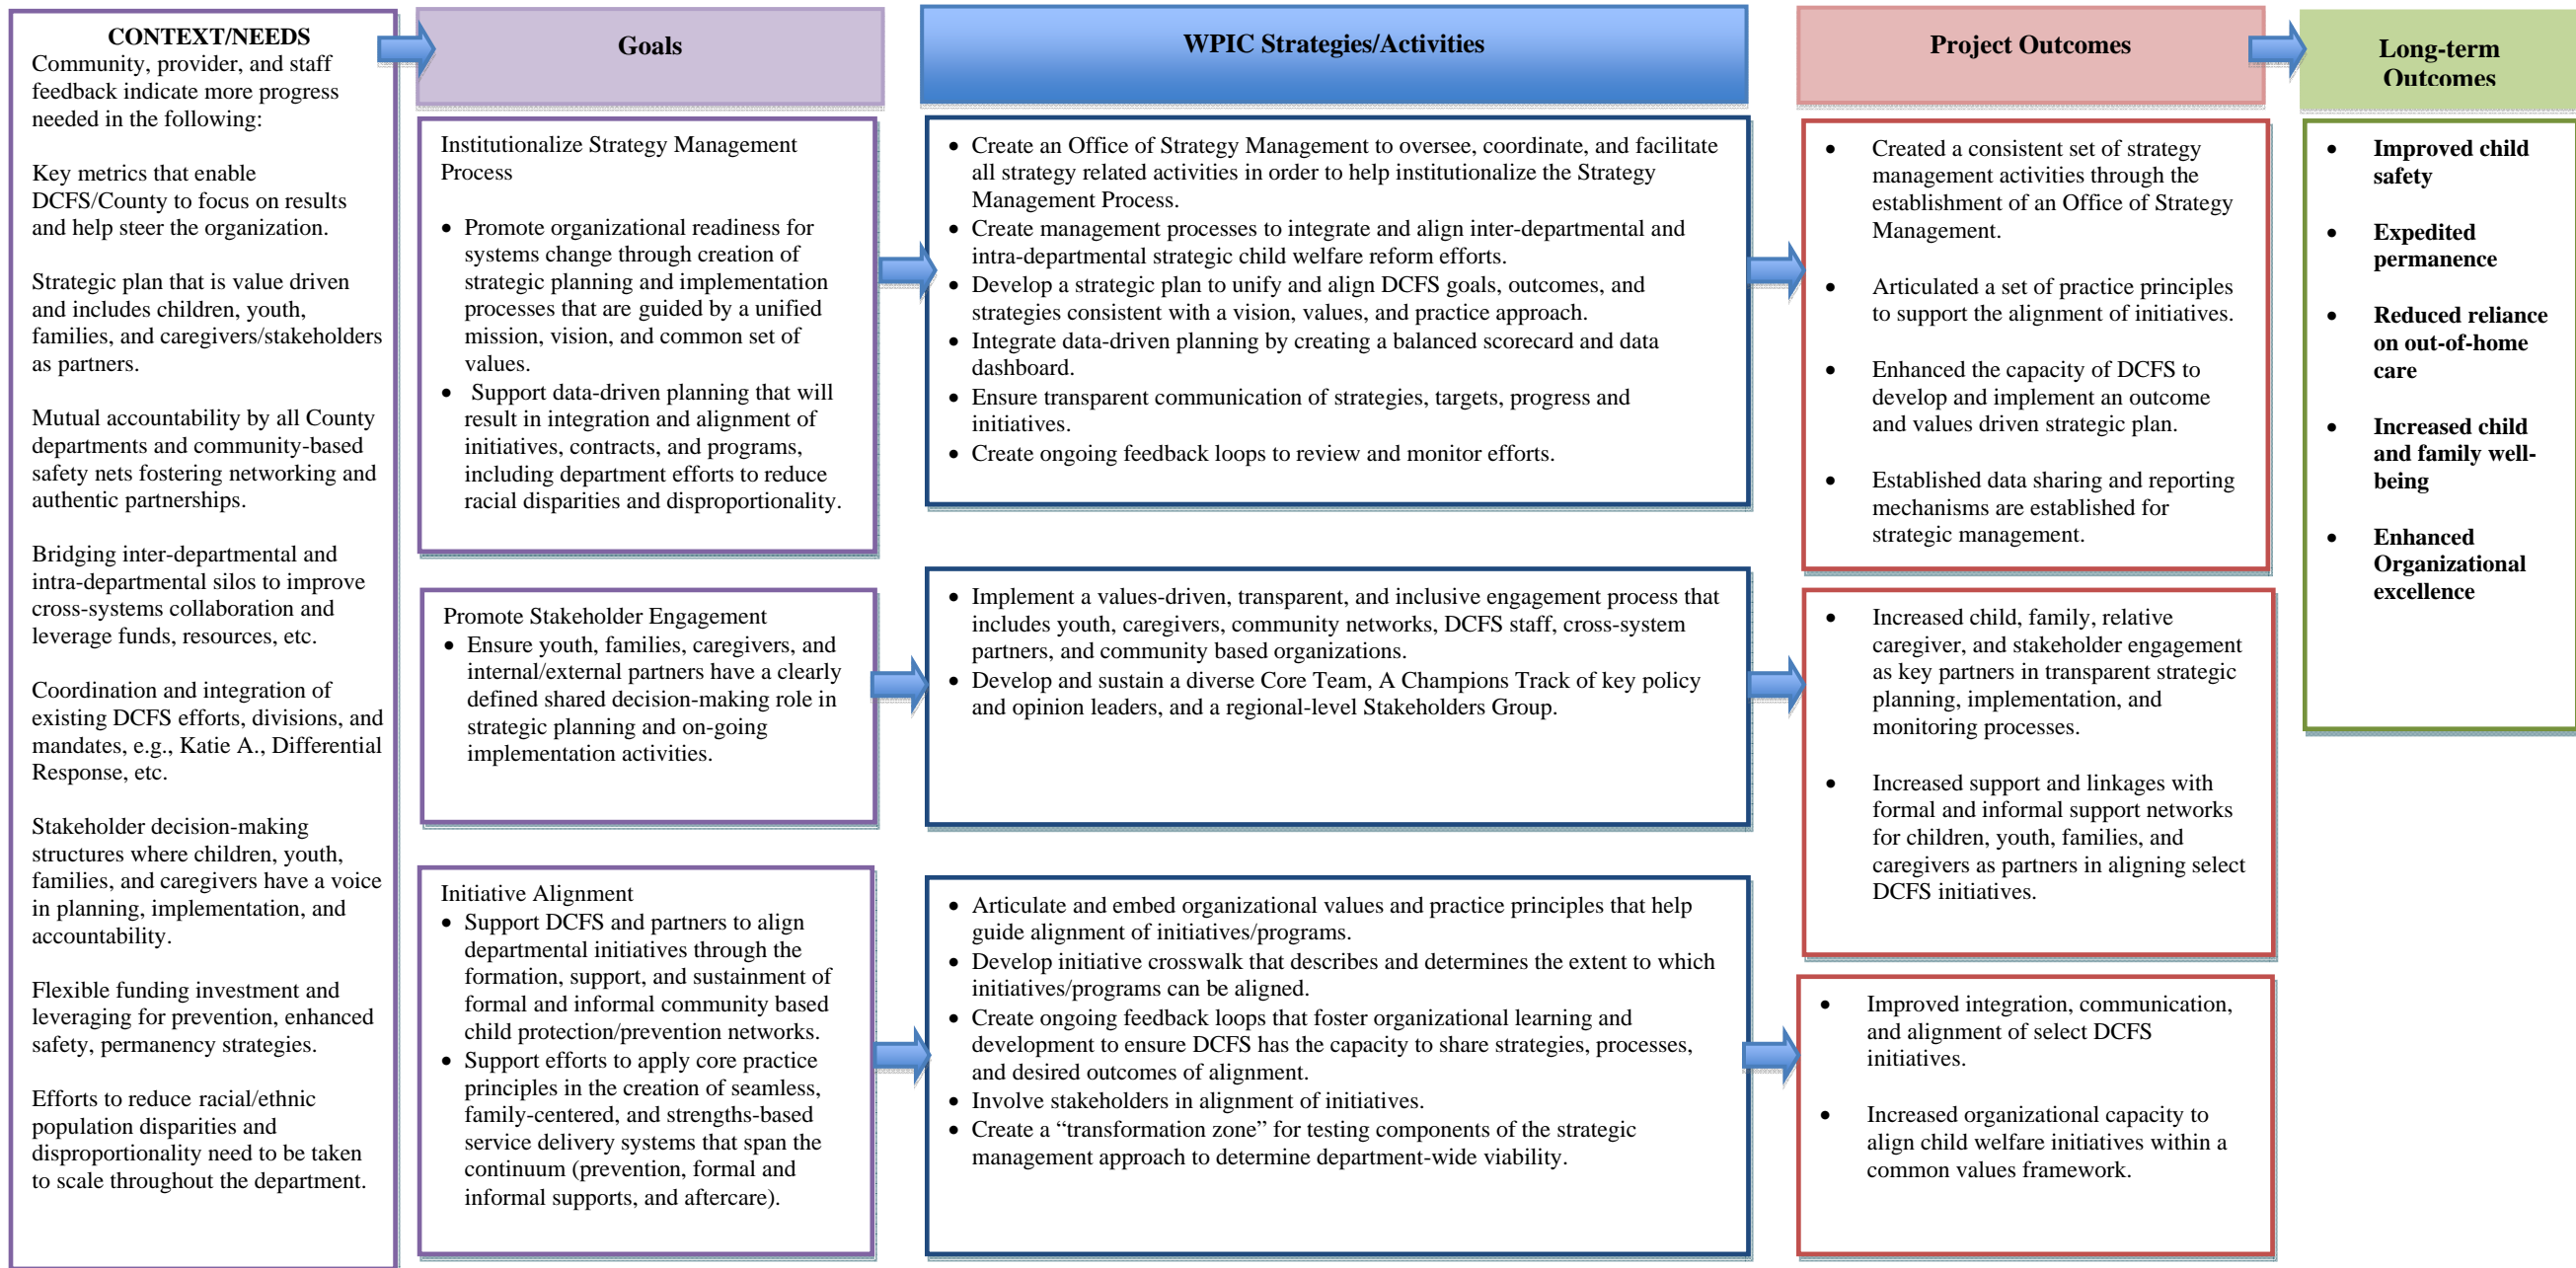 CONTEXT/NEEDS
Community, provider, and staff
feedback indicate more progress
needed in the following:
Key metrics that enable
DCFS/County to focus on results
and help steer the organization.
Strategic plan that is value driven
and includes children, youth,
families, and caregivers/stakeholders
as partners.
Mutual accountability by all County
departments and community-based
safety nets fostering networking and
authentic partnerships.
Bridging inter-departmental and
intra-departmental silos to improve
cross-systems collaboration and
leverage funds, resources, etc.
Coordination and integration of
existing DCFS efforts, divisions, and
mandates, e.g., Katie A., Differential
Response, etc.
Stakeholder decision-making
structures where children, youth,
families, and caregivers have a voice
in planning, implementation, and
accountability.
Flexible funding investment and
leveraging for prevention, enhanced
safety, permanency strategies.
Efforts to reduce racial/ethnic
population disparities and
disproportionality need to be taken
to scale throughout the department.
Goals
Institutionalize Strategy Management
Process
• Promote organizational readiness for
systems change through creation of
strategic planning and implementation
processes that are guided by a unified
mission, vision, and common set of
values.
• Support data-driven planning that will
result in integration and alignment of
initiatives, contracts, and programs,
including department efforts to reduce
racial disparities and disproportionality.
Promote Stakeholder Engagement
• Ensure youth, families, caregivers, and
internal/external partners have a clearly
defined shared decision-making role in
strategic planning and on-going
implementation activities.
Initiative Alignment
• Support DCFS and partners to align
departmental initiatives through the
formation, support, and sustainment of
formal and informal community based
child protection/prevention networks.
• Support efforts to apply core practice
principles in the creation of seamless,
family-centered, and strengths-based
service delivery systems that span the
continuum (prevention, formal and
informal supports, and aftercare).
WPIC Strategies/Activities
• Create an Office of Strategy Management to oversee, coordinate, and facilitate
all strategy related activities in order to help institutionalize the Strategy
Management Process.
• Create management processes to integrate and align inter-departmental and
intra-departmental strategic child welfare reform efforts.
• Develop a strategic plan to unify and align DCFS goals, outcomes, and
strategies consistent with a vision, values, and practice approach.
• Integrate data-driven planning by creating a balanced scorecard and data
dashboard.
• Ensure transparent communication of strategies, targets, progress and
initiatives.
• Create ongoing feedback loops to review and monitor efforts.
• Implement a values-driven, transparent, and inclusive engagement process that
includes youth, caregivers, community networks, DCFS staff, cross-system
partners, and community based organizations.
• Develop and sustain a diverse Core Team, A Champions Track of key policy
and opinion leaders, and a regional-level Stakeholders Group.
• Articulate and embed organizational values and practice principles that help
guide alignment of initiatives/programs.
• Develop initiative crosswalk that describes and determines the extent to which
initiatives/programs can be aligned.
• Create ongoing feedback loops that foster organizational learning and
development to ensure DCFS has the capacity to share strategies, processes,
and desired outcomes of alignment.
• Involve stakeholders in alignment of initiatives.
• Create a “transformation zone” for testing components of the strategic
management approach to determine department-wide viability.
Project Outcomes
• Created a consistent set of strategy
management activities through the
establishment of an Office of Strategy
Management.
• Articulated a set of practice principles
to support the alignment of initiatives.
• Enhanced the capacity of DCFS to
develop and implement an outcome
and values driven strategic plan.
• Established data sharing and reporting
mechanisms are established for
strategic management.
• Increased child, family, relative
caregiver, and stakeholder engagement
as key partners in transparent strategic
planning, implementation, and
monitoring processes.
• Increased support and linkages with
formal and informal support networks
for children, youth, families, and
caregivers as partners in aligning select
DCFS initiatives.
• Improved integration, communication,
and alignment of select DCFS
initiatives.
• Increased organizational capacity to
align child welfare initiatives within a
common values framework.
Long-term
Outcomes
• Improved child
safety
• Expedited
permanence
• Reduced reliance
on out-of-home
care
• Increased child
and family well-
being
• Enhanced
Organizational
excellence